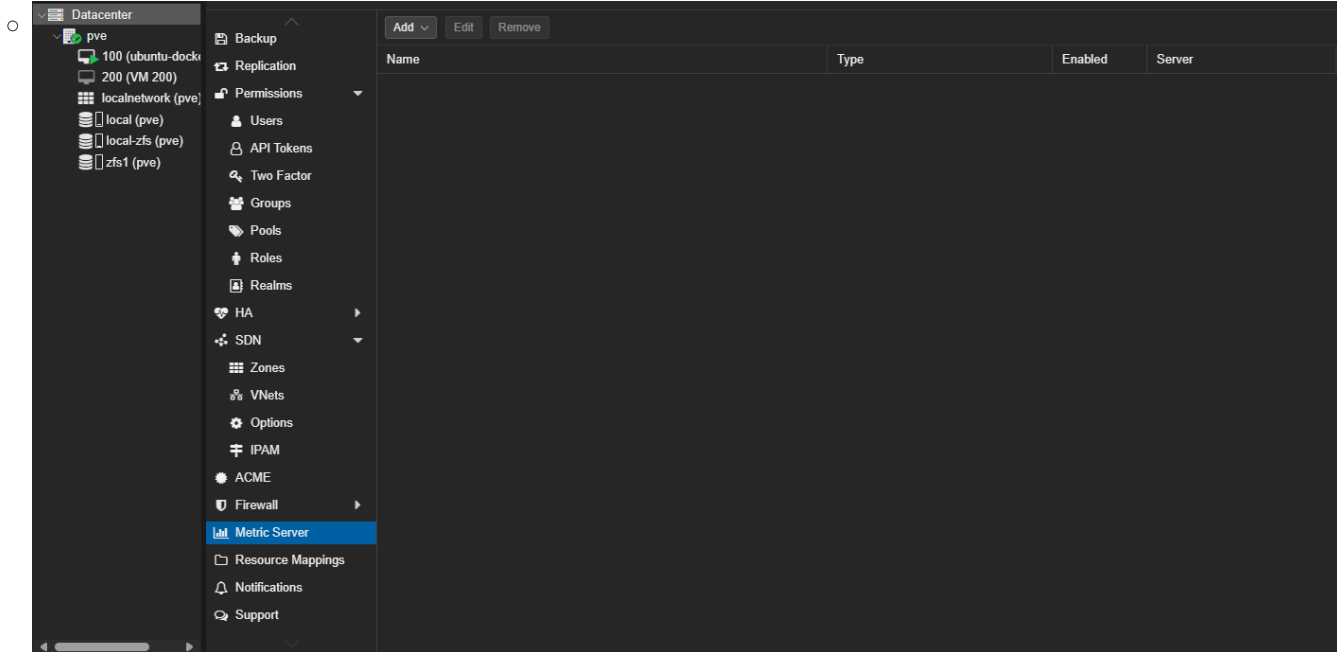 Datacenter
pve
100 (ubuntu-docke
200 (VM 200)
localnetwork (pve)
local (pve)
local-zfs (pve)
zfs1 (pve)
Backup
Replication
Permissions
Users
API Tokens
Two Factor
Groups
Pools
Roles
Realms
HA
SDN
Zones
VNets
Options
IPAM
ACME
Firewall
Metric Server
Resource Mappings
Notifications
Support
Add Edit Remove
Name Type Enabled Server